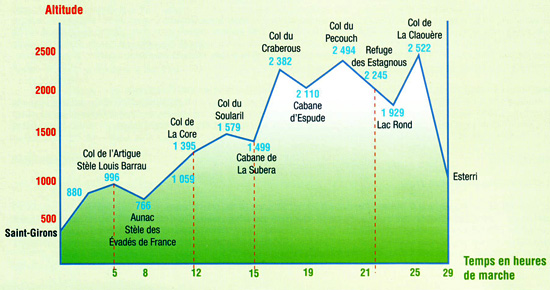 Altitude
2500
2000
1500
1000
500
Saint-Girons
880
Col de l'Artigue
Stèle Louis Barrau
996
766
Aunac
Stèle des
Évadés de France
1 059
Col de
La Core
1 395
Col du
Soularil
1 579
1 499
Cabane de
La Subera
Col du
Craberous
2 382
2 110
Cabane
d'Espude
Col du
Pecouch
2 494
Refuge
des Estagnous
2 245
1 929
Lac Rond
Col de
La Claouère
2 522
Esterri
5
8
12
15
19
21
25
29
Temps en heures
de marche